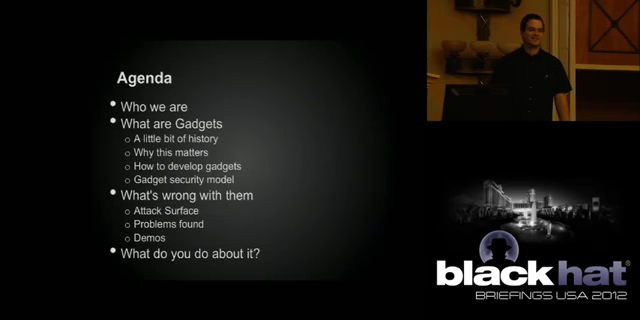 Agenda
• Who we are
• What are Gadgets
o A little bit of history
o Why this matters
o How to develop gadgets
o Gadget security model
• What's wrong with them
o Attack Surface
o Problems found
o Demos
• What do you do about it?
black hat
BRIEFINGS USA 2012